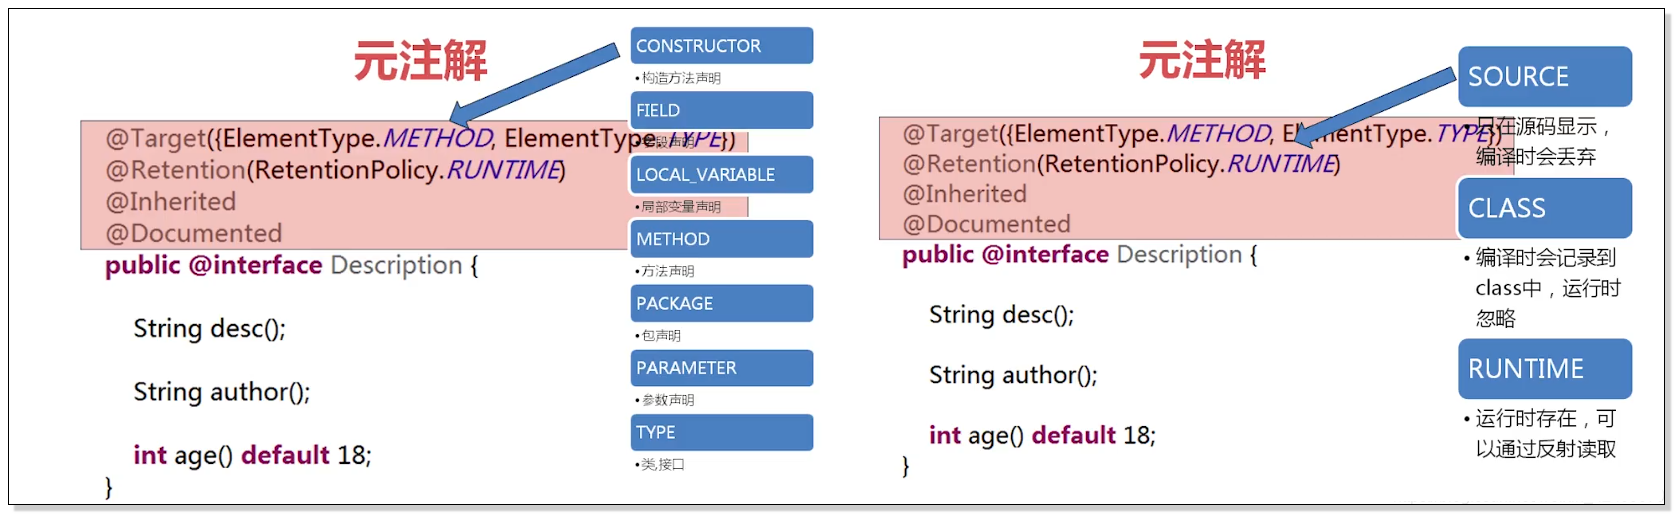 元注解
@Target({ElementType.METHOD, ElementType.TYPE})
@Retention(RetentionPolicy.RUNTIME)
@Inherited
@Documented
public @interface Description {
String desc();
String author();
int age() default 18;
}
CONSTRUCTOR
•构造方法声明
FIELD
•字段声明
LOCAL_VARIABLE
•局部变量声明
METHOD
•方法声明
PACKAGE
•包声明
PARAMETER
•参数声明
TYPE
•类,接口
元注解
@Target({ElementType.METHOD, ElementType.TYPE})
@Retention(RetentionPolicy.RUNTIME)
@Inherited
@Documented
public @interface Description {
String desc();
String author();
int age() default 18;
}
SOURCE
•只在源码显示，
编译时会丢弃
CLASS
•编译时会记录到
class中，运行时
忽略
RUNTIME
•运行时存在，可
以通过反射读取